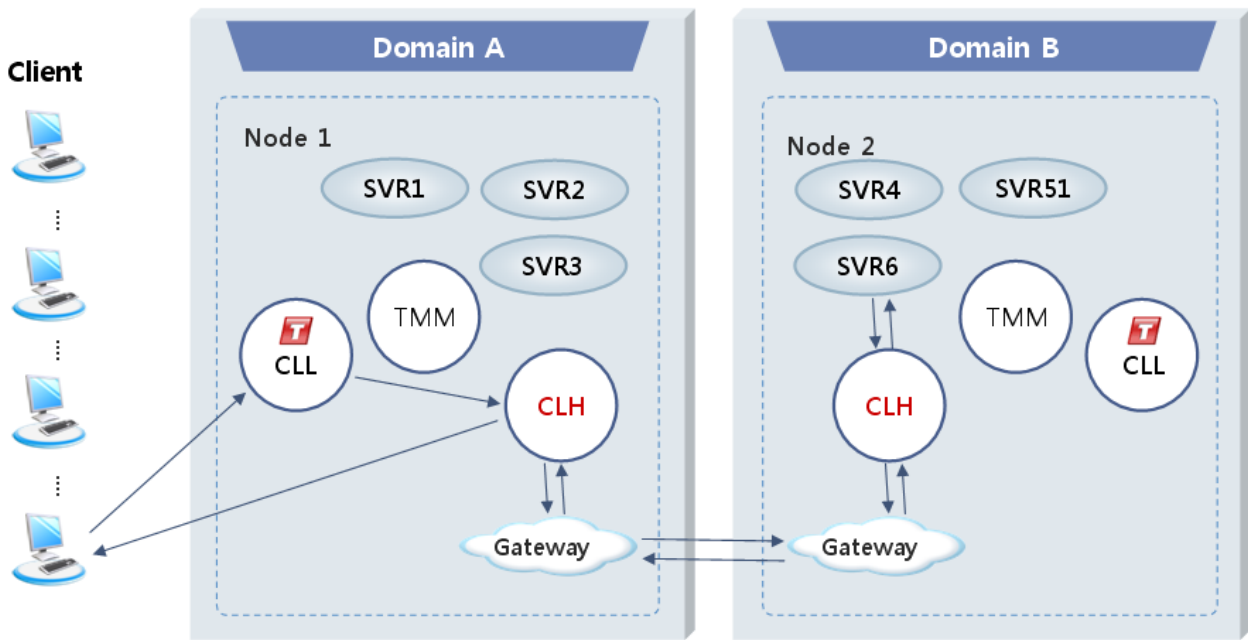 Domain A
Domain B
Client
Node 1
Node 2
SVR1
SVR2
SVR4
SVR51
SVR3
SVR6
TMM
TMM
T
CLL
T
CLL
CLH
CLH
Gateway
Gateway